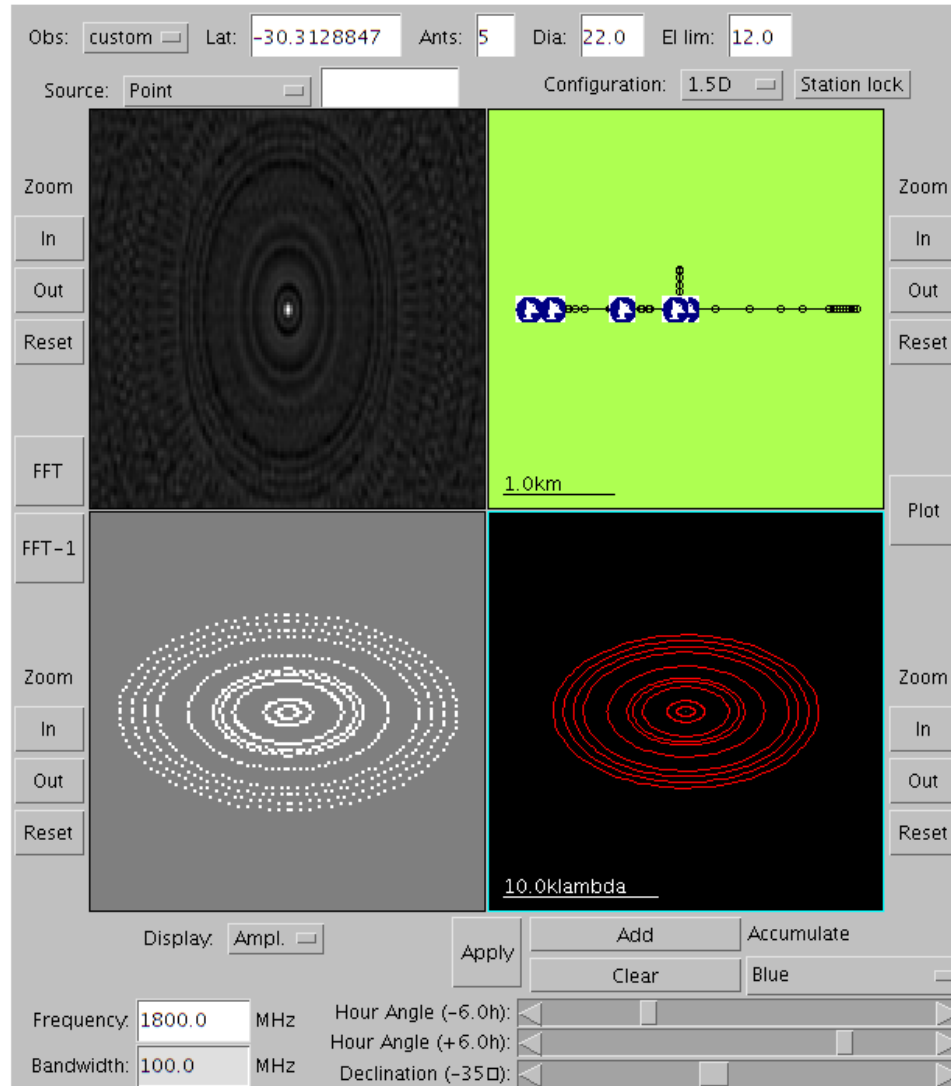 Obs: custom Lat: -30.3128847 Ants: 5 Dia: 22.0 El lim: 12.0
Source: Point Configuration: 1.5D Station lock
Zoom Zoom
In In
Out Out
Reset Reset
FFT
1.0km
Plot
FFT-1
Zoom Zoom
In In
Out Out
Reset Reset
10.0klambda
Display: Ampl. Apply Add Accumulate
Clear Blue
Frequency: 1800.0 MHz Hour Angle (-6.0h):
Hour Angle (+6.0h):
Bandwidth: 100.0 MHz Declination (-35▯):